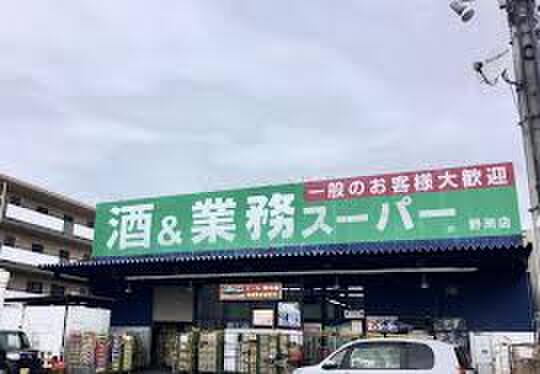 一般のお客様大歓迎
酒&業務スーパー